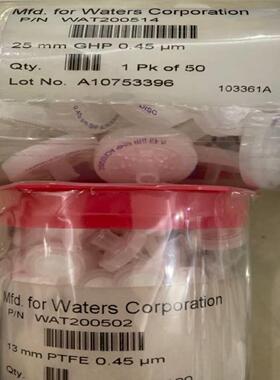 Mfd. for Waters Corporation
P/N WAT200514
25 mm GHP 0.45 µm
Qty. 1 Pk of 50
Lot No. A10753396
103361A
Mfd. for Waters Corporation
P/N WAT200502
13 mm PTFE 0.45 µm